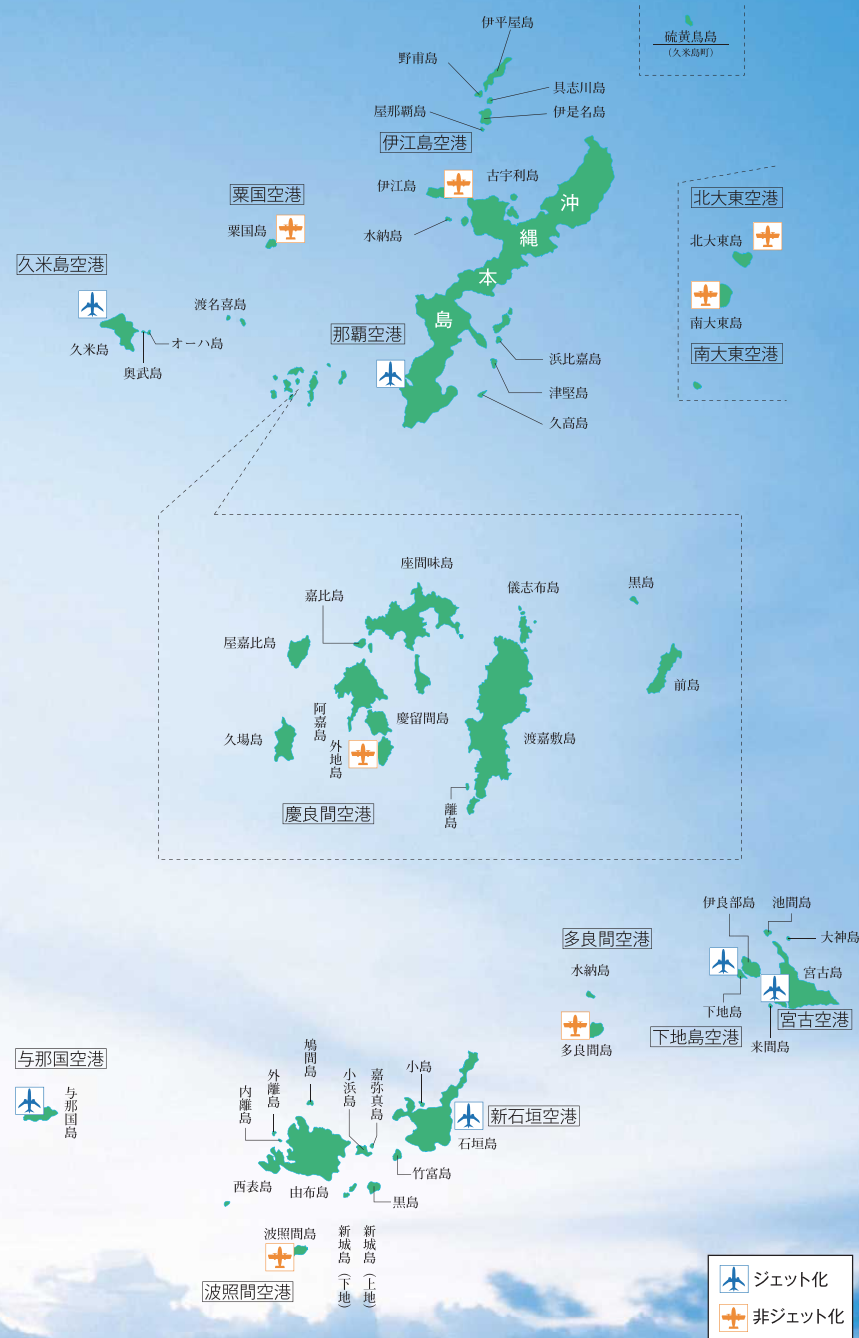 伊平屋島
硫黄鳥島
(久米島町)
野甫島
具志川島
屋那覇島
伊是名島
伊江島空港
伊江島
古宇利島
沖縄本島
粟国空港
粟国島
水納島
北大東空港
北大東島
南大東島
南大東空港
久米島空港
久米島
渡名喜島
オーハ島
奥武島
那覇空港
浜比嘉島
津堅島
久高島
座間味島
嘉比島
儀志布島
黒島
屋嘉比島
前島
阿嘉島
慶留間島
久場島
外地島
渡嘉敷島
慶良間空港
離島
伊良部島
池間島
大神島
多良間空港
水納島
宮古島
下地島
宮古空港
下地島空港
来間島
多良間島
与那国空港
与那国島
鳩間島
外離島
内離島
小浜島
嘉弥真島
小島
新石垣空港
石垣島
竹富島
西表島
由布島
黒島
波照間島
新城島(下地)
新城島(上地)
波照間空港
ジェット化
非ジェット化